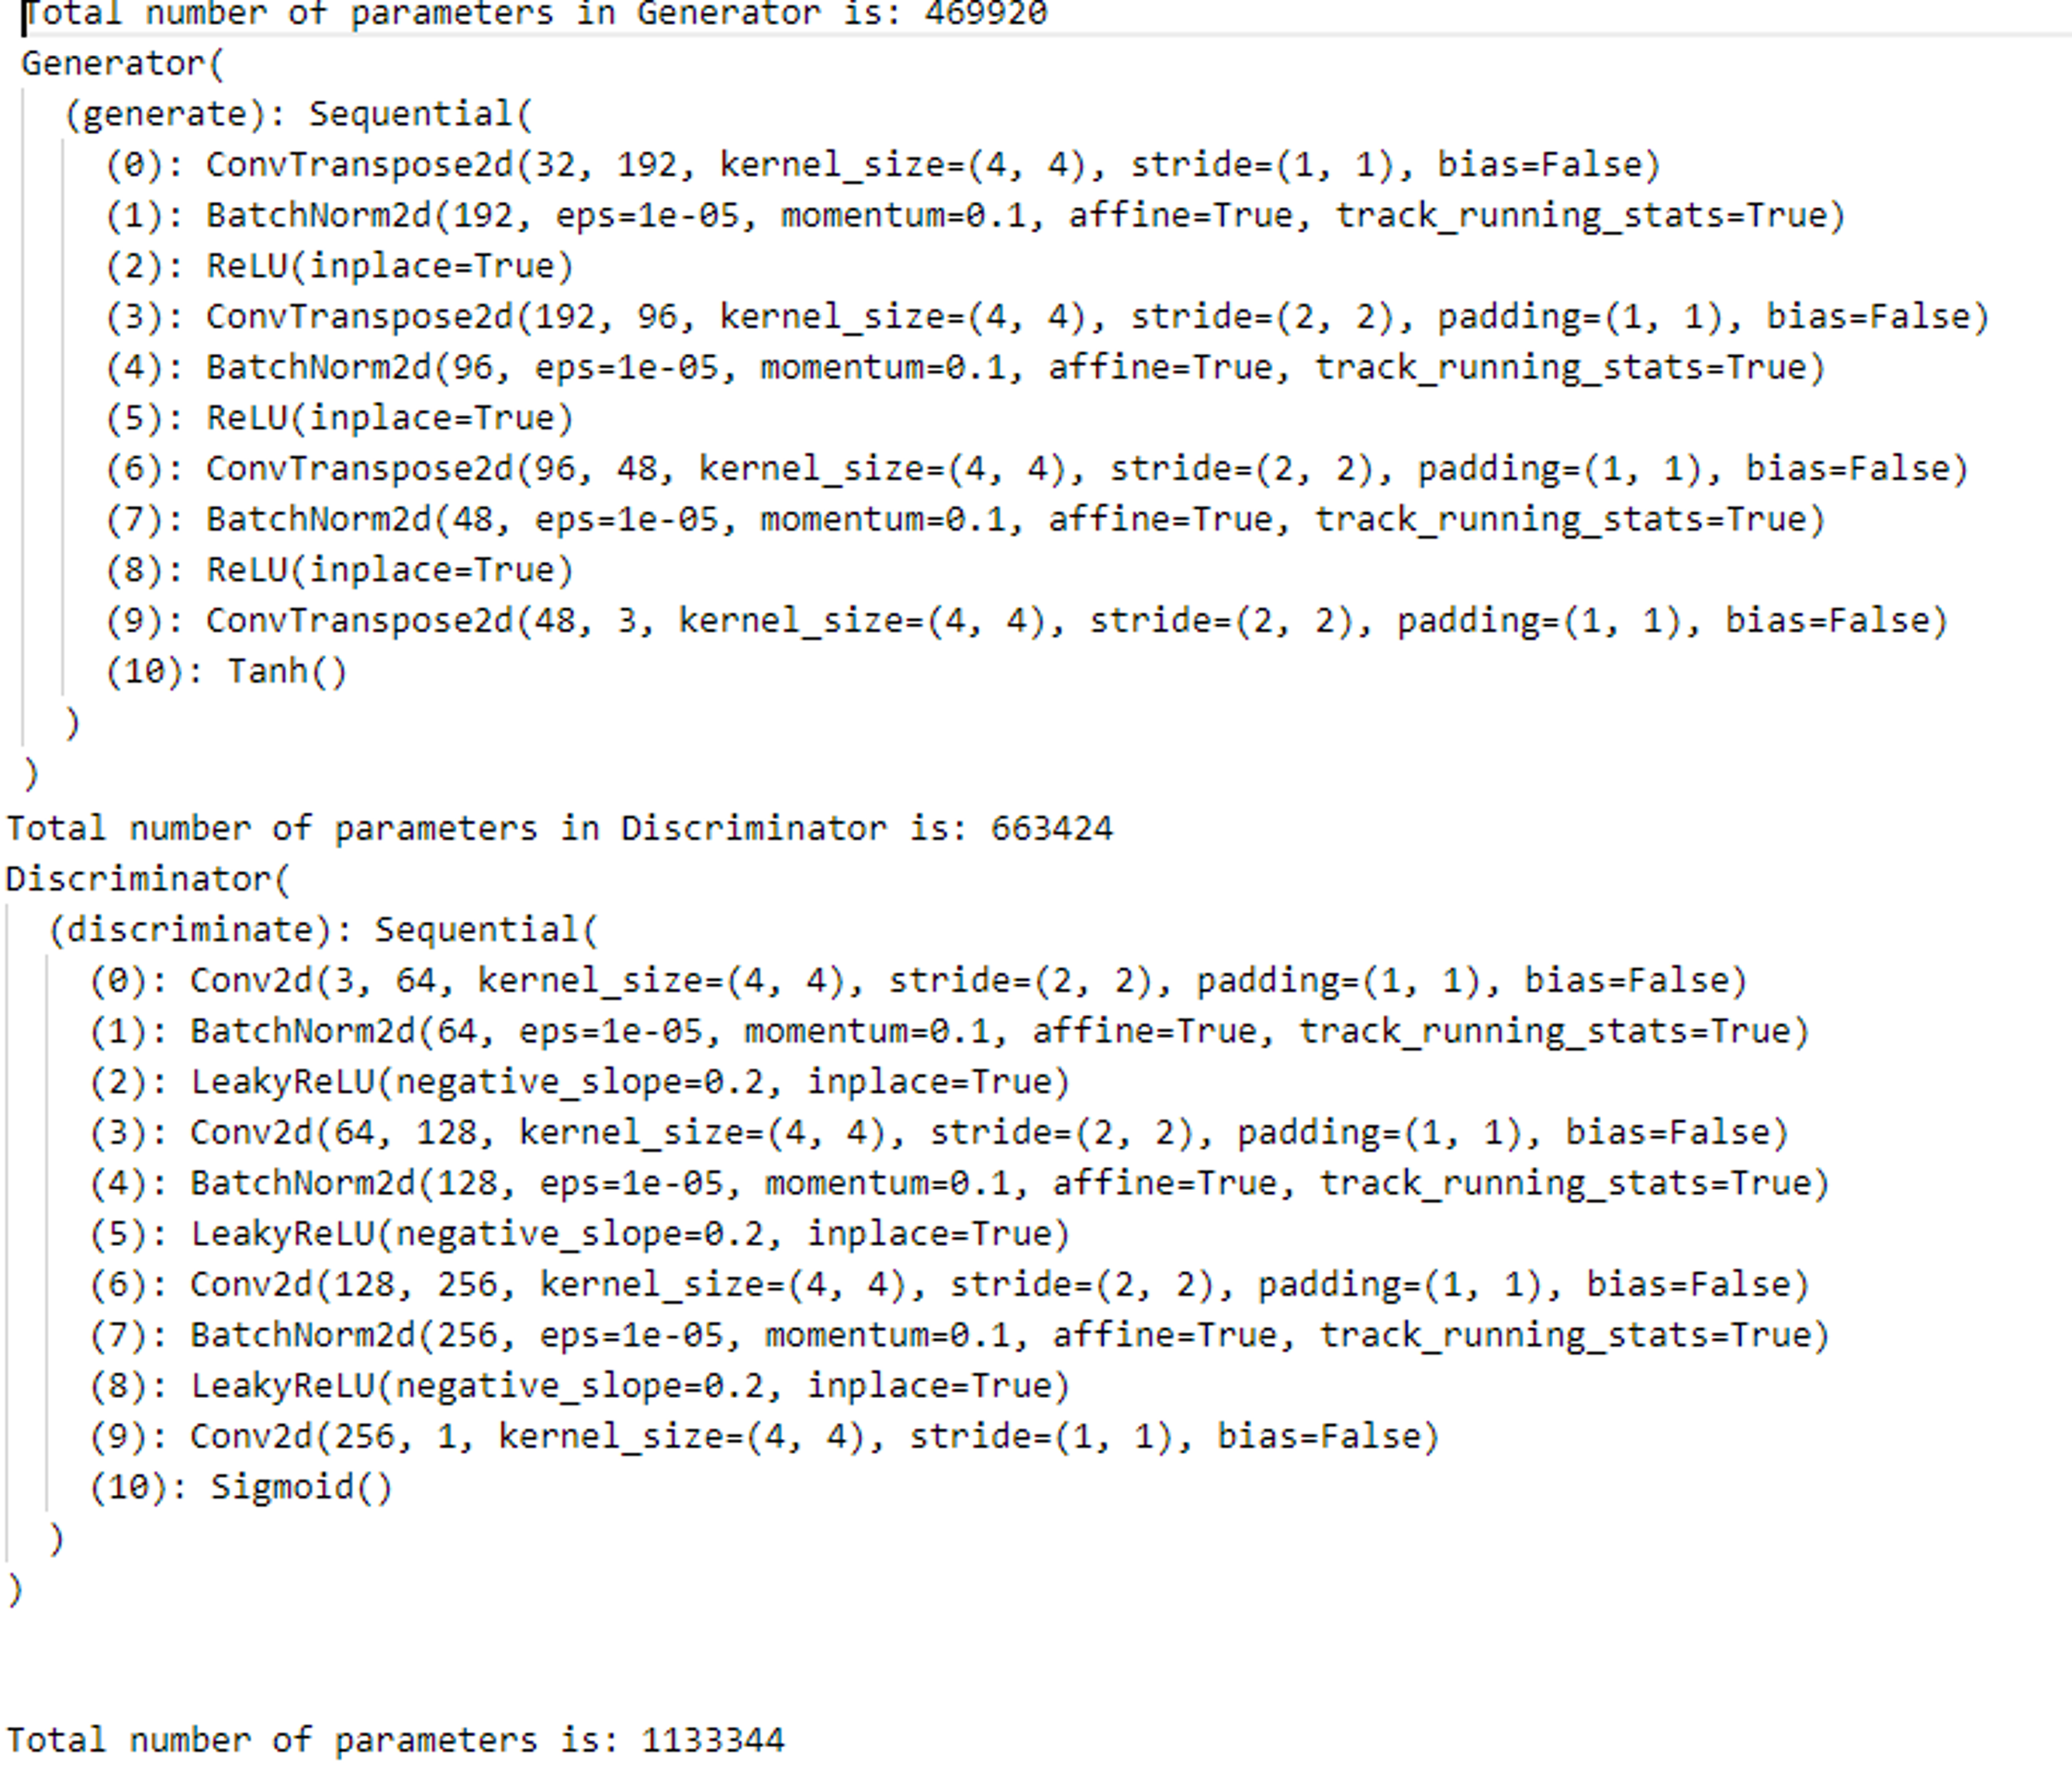 Total number of parameters in Generator is: 469920
Generator(
(generate): Sequential(
(0): ConvTranspose2d(32, 192, kernel_size=(4, 4), stride=(1, 1), bias=False)
(1): BatchNorm2d(192, eps=1e-05, momentum=0.1, affine=True, track_running_stats=True)
(2): ReLU(inplace=True)
(3): ConvTranspose2d(192, 96, kernel_size=(4, 4), stride=(2, 2), padding=(1, 1), bias=False)
(4): BatchNorm2d(96, eps=1e-05, momentum=0.1, affine=True, track_running_stats=True)
(5): ReLU(inplace=True)
(6): ConvTranspose2d(96, 48, kernel_size=(4, 4), stride=(2, 2), padding=(1, 1), bias=False)
(7): BatchNorm2d(48, eps=1e-05, momentum=0.1, affine=True, track_running_stats=True)
(8): ReLU(inplace=True)
(9): ConvTranspose2d(48, 3, kernel_size=(4, 4), stride=(2, 2), padding=(1, 1), bias=False)
(10): Tanh()
)
)
Total number of parameters in Discriminator is: 663424
Discriminator(
(discriminate): Sequential(
(0): Conv2d(3, 64, kernel_size=(4, 4), stride=(2, 2), padding=(1, 1), bias=False)
(1): BatchNorm2d(64, eps=1e-05, momentum=0.1, affine=True, track_running_stats=True)
(2): LeakyReLU(negative_slope=0.2, inplace=True)
(3): Conv2d(64, 128, kernel_size=(4, 4), stride=(2, 2), padding=(1, 1), bias=False)
(4): BatchNorm2d(128, eps=1e-05, momentum=0.1, affine=True, track_running_stats=True)
(5): LeakyReLU(negative_slope=0.2, inplace=True)
(6): Conv2d(128, 256, kernel_size=(4, 4), stride=(2, 2), padding=(1, 1), bias=False)
(7): BatchNorm2d(256, eps=1e-05, momentum=0.1, affine=True, track_running_stats=True)
(8): LeakyReLU(negative_slope=0.2, inplace=True)
(9): Conv2d(256, 1, kernel_size=(4, 4), stride=(1, 1), bias=False)
(10): Sigmoid()
)
)
Total number of parameters is: 1133344